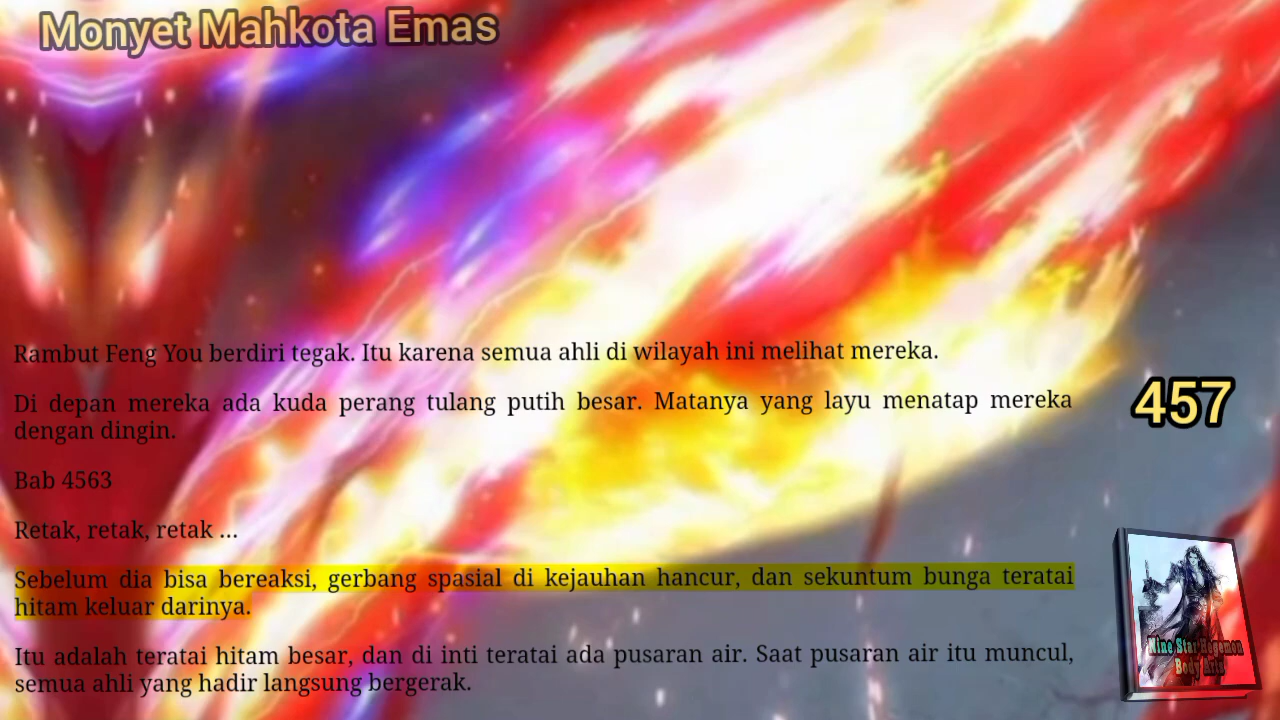 Monyet Mahkota Emas
Rambut Feng You berdiri tegak. Itu karena semua ahli di wilayah ini melihat mereka.
Di depan mereka ada kuda perang tulang putih besar. Matanya yang layu menatap mereka
dengan dingin.
457
Bab 4563
Retak, retak, retak ...
Sebelum dia bisa bereaksi, gerbang spasial di kejauhan hancur, dan sekuntum bunga teratai
hitam keluar darinya.
Itu adalah teratai hitam besar, dan di inti teratai ada pusaran air. Saat pusaran air itu muncul,
semua ahli yang hadir langsung bergerak.
Nine Star Hegemon
Body Arts